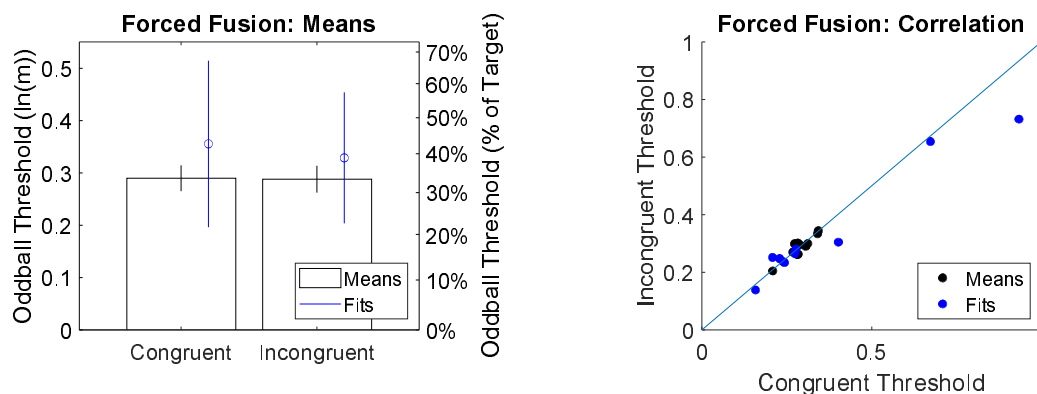 Forced Fusion: Means
Oddball Threshold (ln(m))
0.5
0.4
0.3
0.2
0.1
0
Congruent
Incongruent
70%
60%
50%
40%
30%
20%
10%
0%
Oddball Threshold (% of Target)
Means
Fits
Forced Fusion: Correlation
Incongruent Threshold
1
0.8
0.6
0.4
0.2
0
0
0.5
Congruent Threshold
Means
Fits